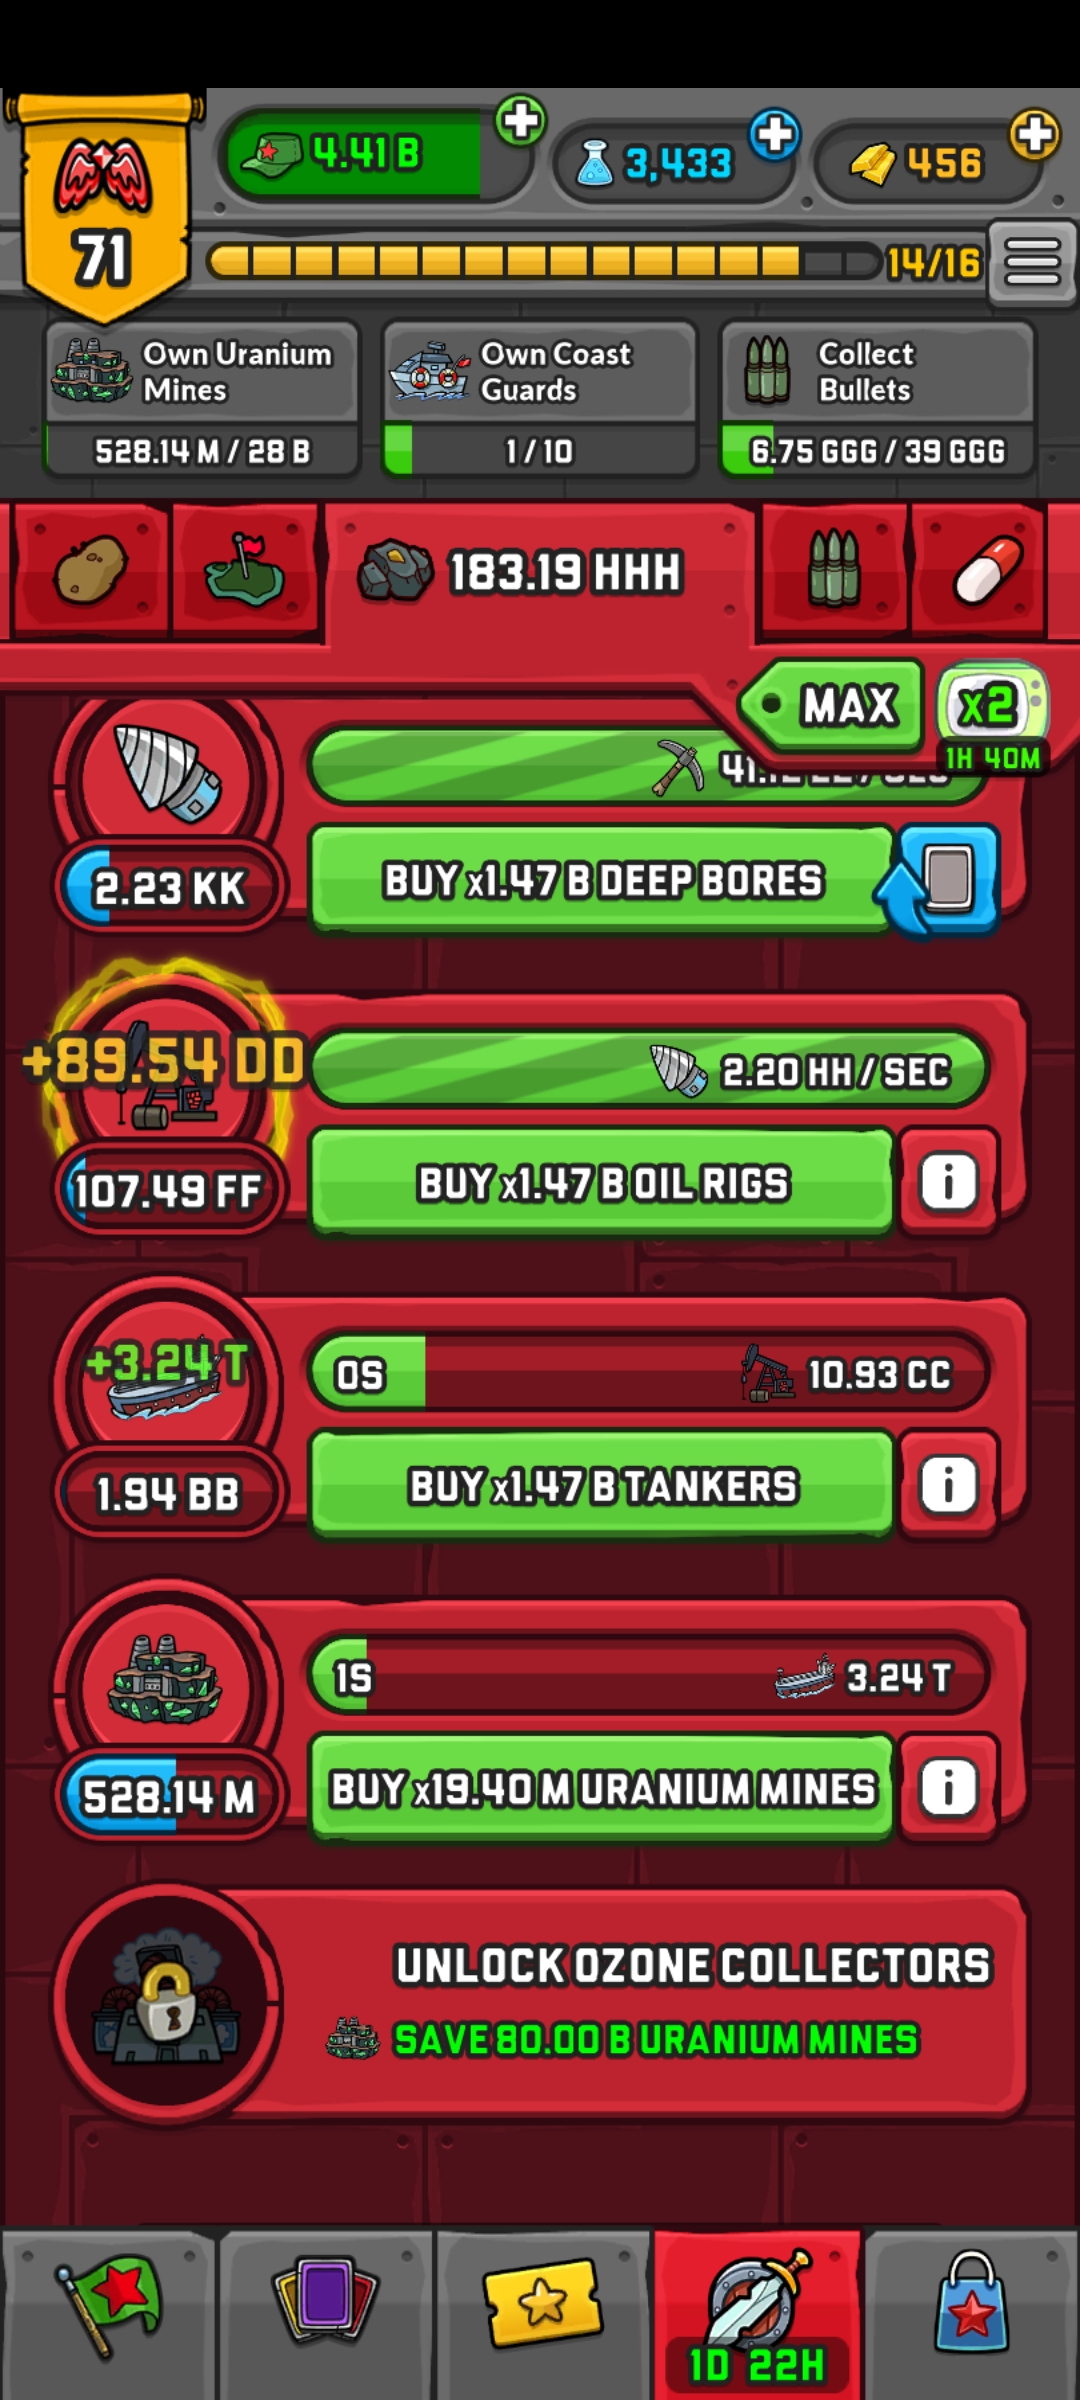 4.41 B
3,433
456
71
14/16
Own Uranium
Mines
528.14 M / 28 B
Own Coast
Guards
1 / 10
Collect
Bullets
6.75 GGG / 39 GGG
183.19 HHH
MAX
x2
1H 40M
2.23 KK
BUY x1.47 B DEEP BORES
+89.54 DD
2.20 HH / SEC
107.49 FF
BUY x1.47 B OIL RIGS
i
+3.24 T
0S
10.93 CC
1.94 BB
BUY x1.47 B TANKERS
i
1S
3.24 T
528.14 M
BUY x19.40 M URANIUM MINES
i
UNLOCK OZONE COLLECTORS
SAVE 80.00 B URANIUM MINES
1D 22H